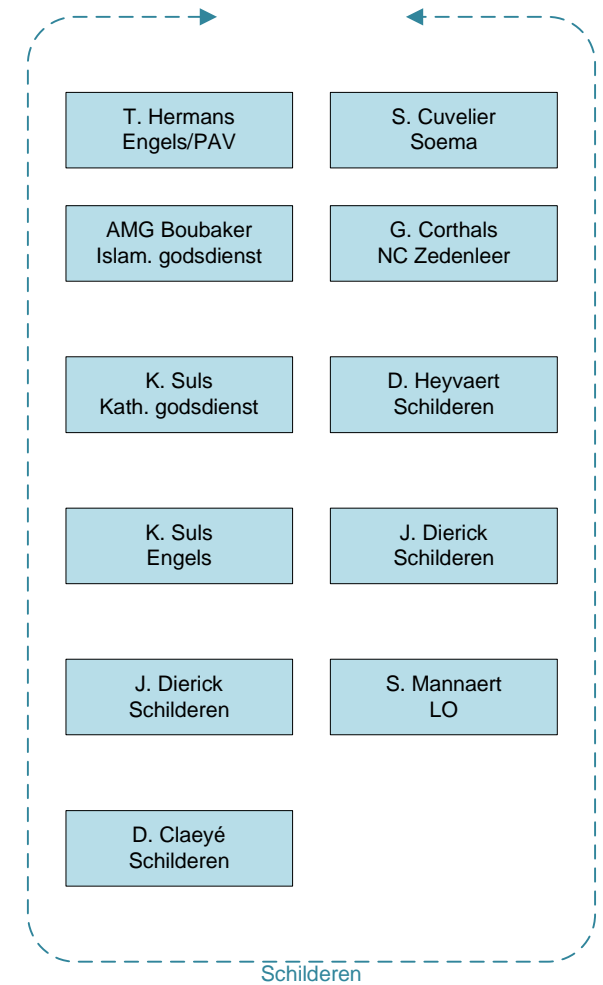 T. Hermans
Engels/PAV
S. Cuvelier
Soema
AMG Boubaker
Islam. godsdienst
G. Corthals
NC Zedenleer
K. Suls
Kath. godsdienst
D. Heyvaert
Schilderen
K. Suls
Engels
J. Dierick
Schilderen
J. Dierick
Schilderen
S. Mannaert
LO
D. Claeyé
Schilderen
Schilderen